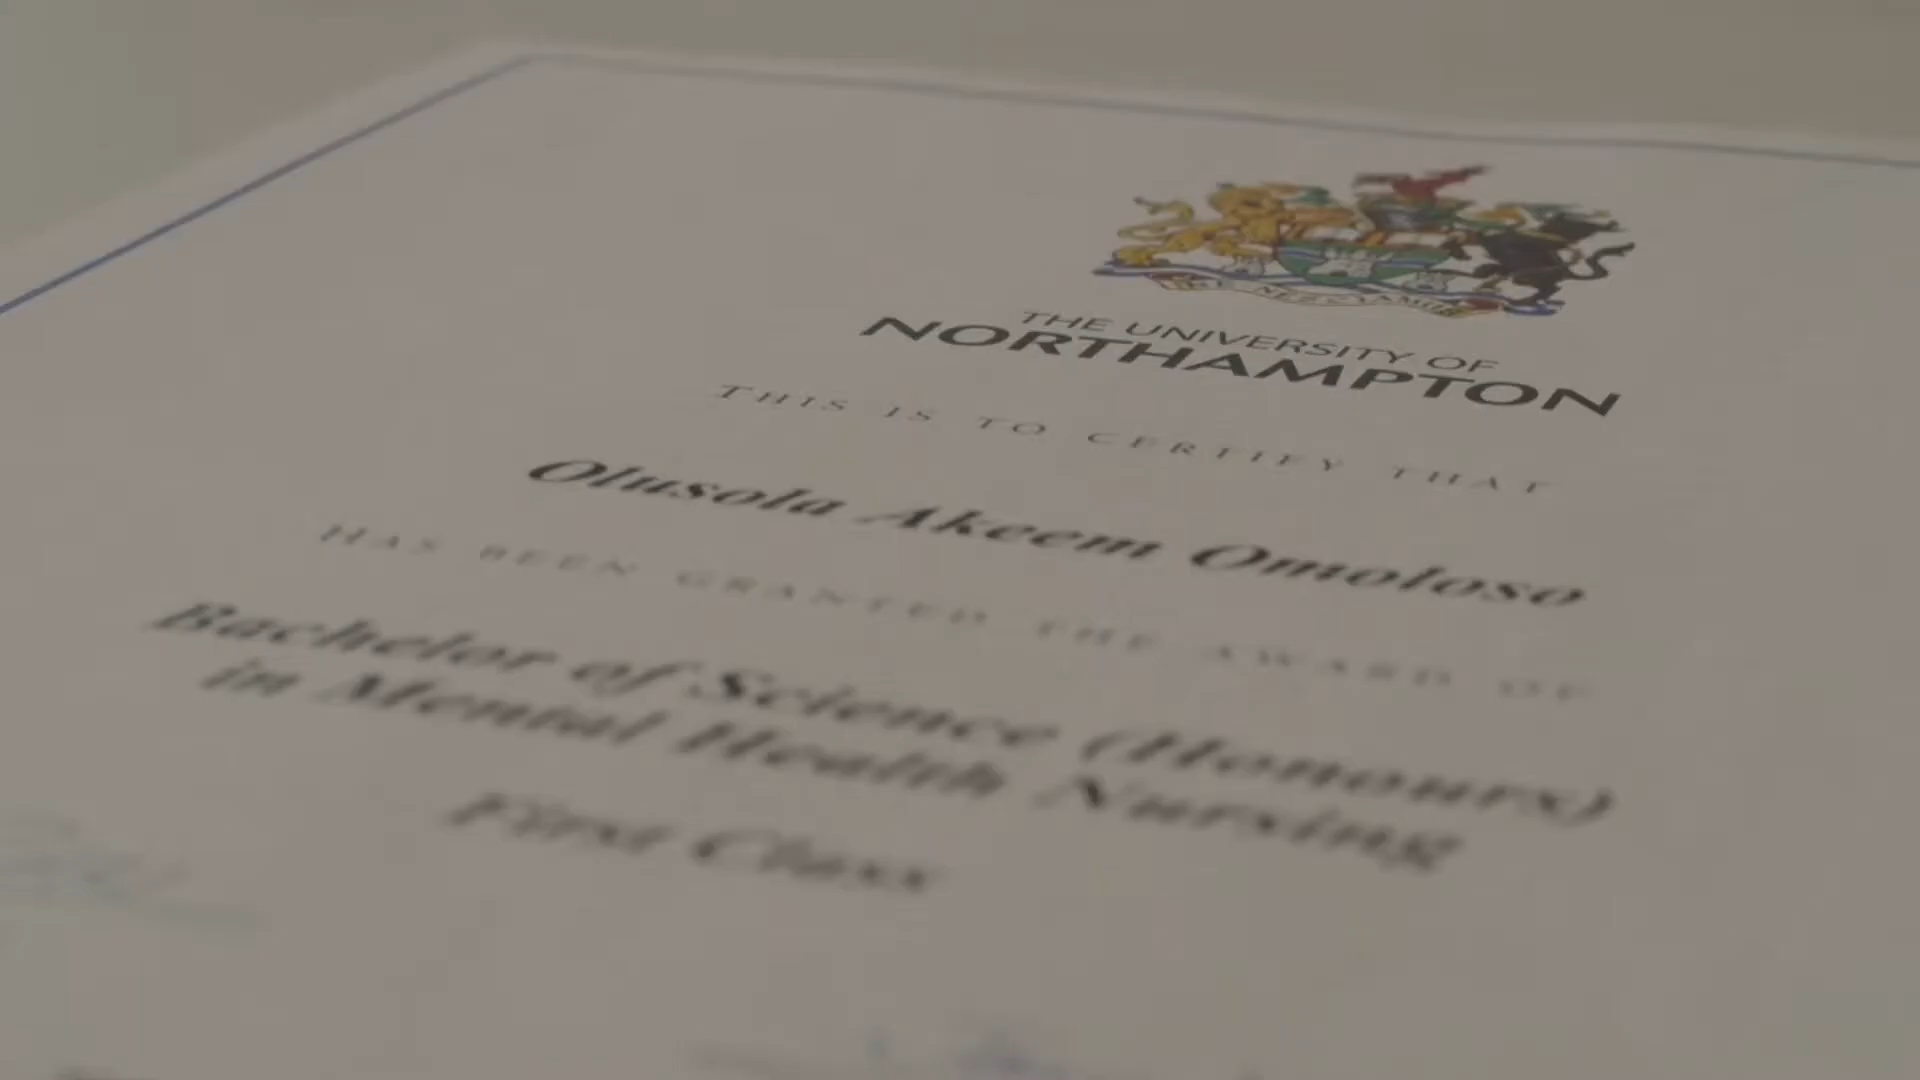 THE UNIVERSITY OF
NORTHAMPTON
THIS IS TO CERTIFY THAT
Olusola Akeem Omoloso
HAS BEEN GRANTED THE AWARD OF
Bachelor of Science (Honours)
in Mental Health Nursing
First Class